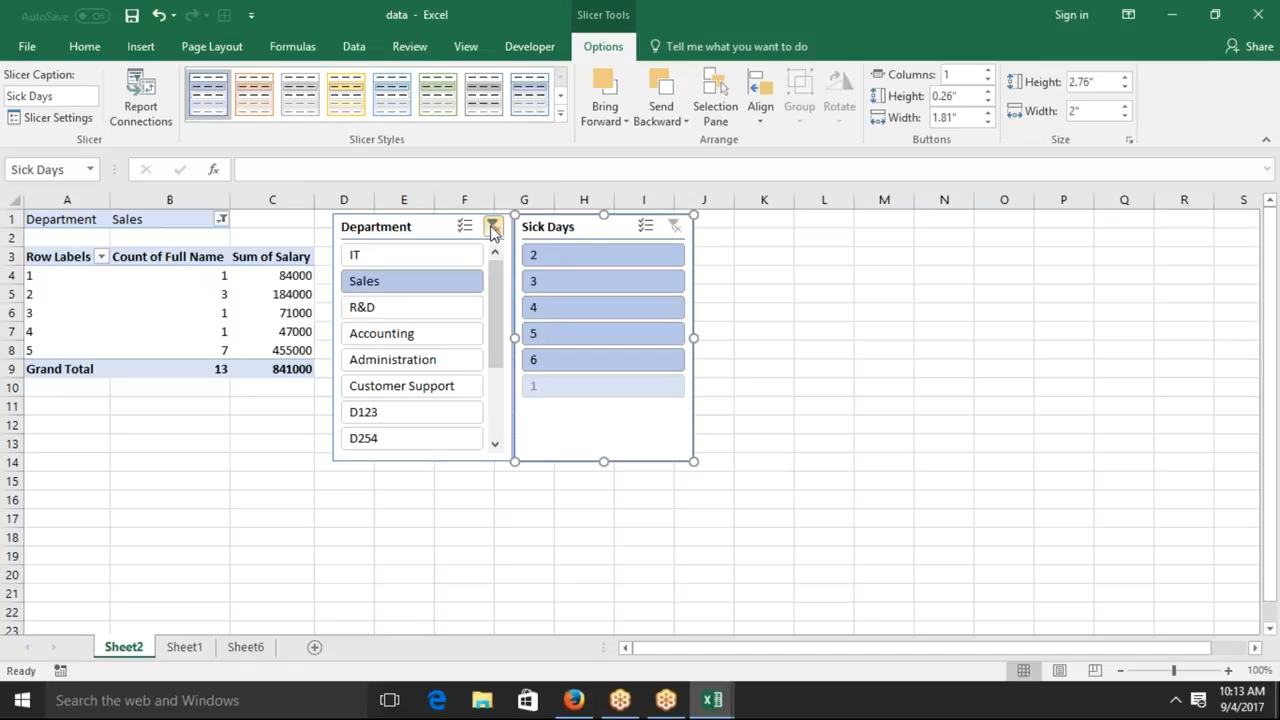 AutoSave Off
data - Excel
Slicer Tools
Sign in
File Home Insert Page Layout Formulas Data Review View Developer Options Tell me what you want to do Share
Slicer Caption:
Sick Days
Slicer Settings
Report
Connections
Bring
Forward
Send
Backward
Selection
Pane
Align
Group
Rotate
Columns: 1
Height: 0.26"
Width: 1.81"
Height: 2.76"
Width: 2"
Slicer
Slicer Styles
Arrange
Buttons
Size
Sick Days
fx
A B C D E F G H I J K L M N O P Q R S
1 Department Sales
2
3 Row Labels Count of Full Name Sum of Salary
4 1 1 84000
5 2 3 184000
6 3 1 71000
7 4 1 47000
8 5 7 455000
9 Grand Total 13 841000
10
11
12
13
14
15
16
17
18
19
20
21
22
23
Department
IT
Sales
R&D
Accounting
Administration
Customer Support
D123
D254
Sick Days
2
3
4
5
6
1
Sheet2 Sheet1 Sheet6
Ready
100%
Search the web and Windows
10:13 AM
9/4/2017